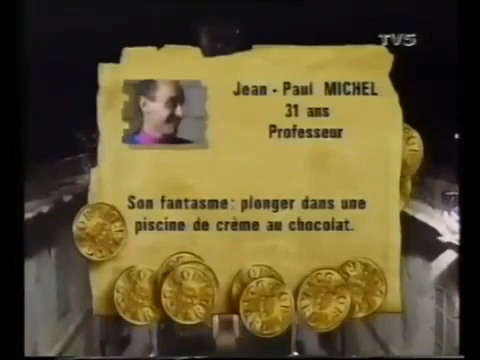 TV5
Jean - Paul MICHEL
31 ans
Professeur
Son fantasme: plonger dans une
piscine de crème au chocolat.